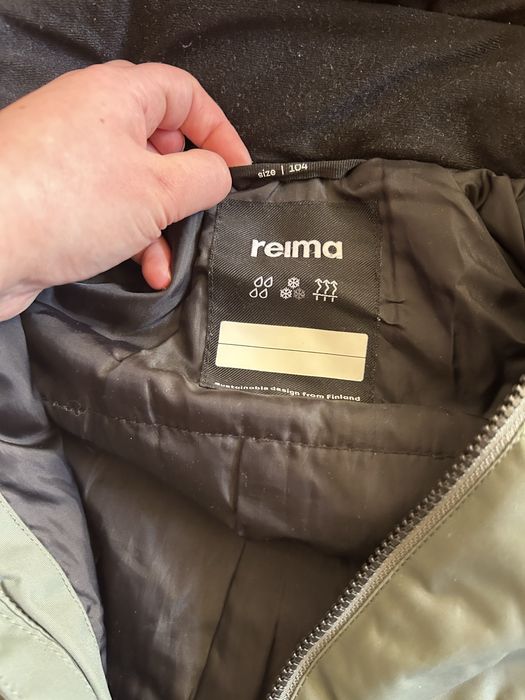 size | 104
reima
Sustainable design from Finland